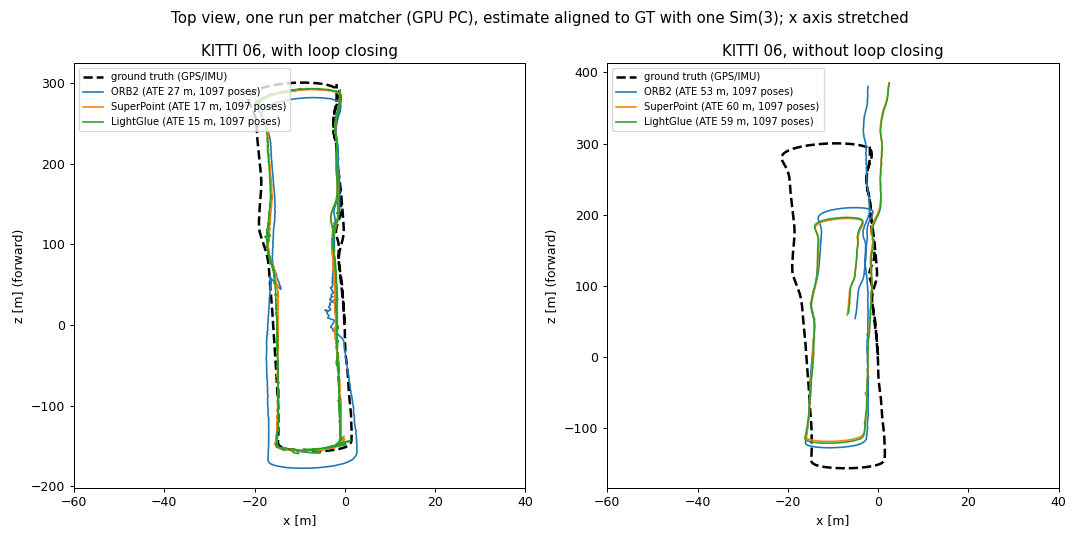 Top view, one run per matcher (GPU PC), estimate aligned to GT with one Sim(3); x axis stretched
KITTI 06, with loop closing
ground truth (GPS/IMU)
ORB2 (ATE 27 m, 1097 poses)
SuperPoint (ATE 17 m, 1097 poses)
LightGlue (ATE 15 m, 1097 poses)
300
200
100
0
−100
−200
z [m] (forward)
−60
−40
−20
0
20
40
x [m]
KITTI 06, without loop closing
ground truth (GPS/IMU)
ORB2 (ATE 53 m, 1097 poses)
SuperPoint (ATE 60 m, 1097 poses)
LightGlue (ATE 59 m, 1097 poses)
400
300
200
100
0
−100
z [m] (forward)
−60
−40
−20
0
20
40
x [m]